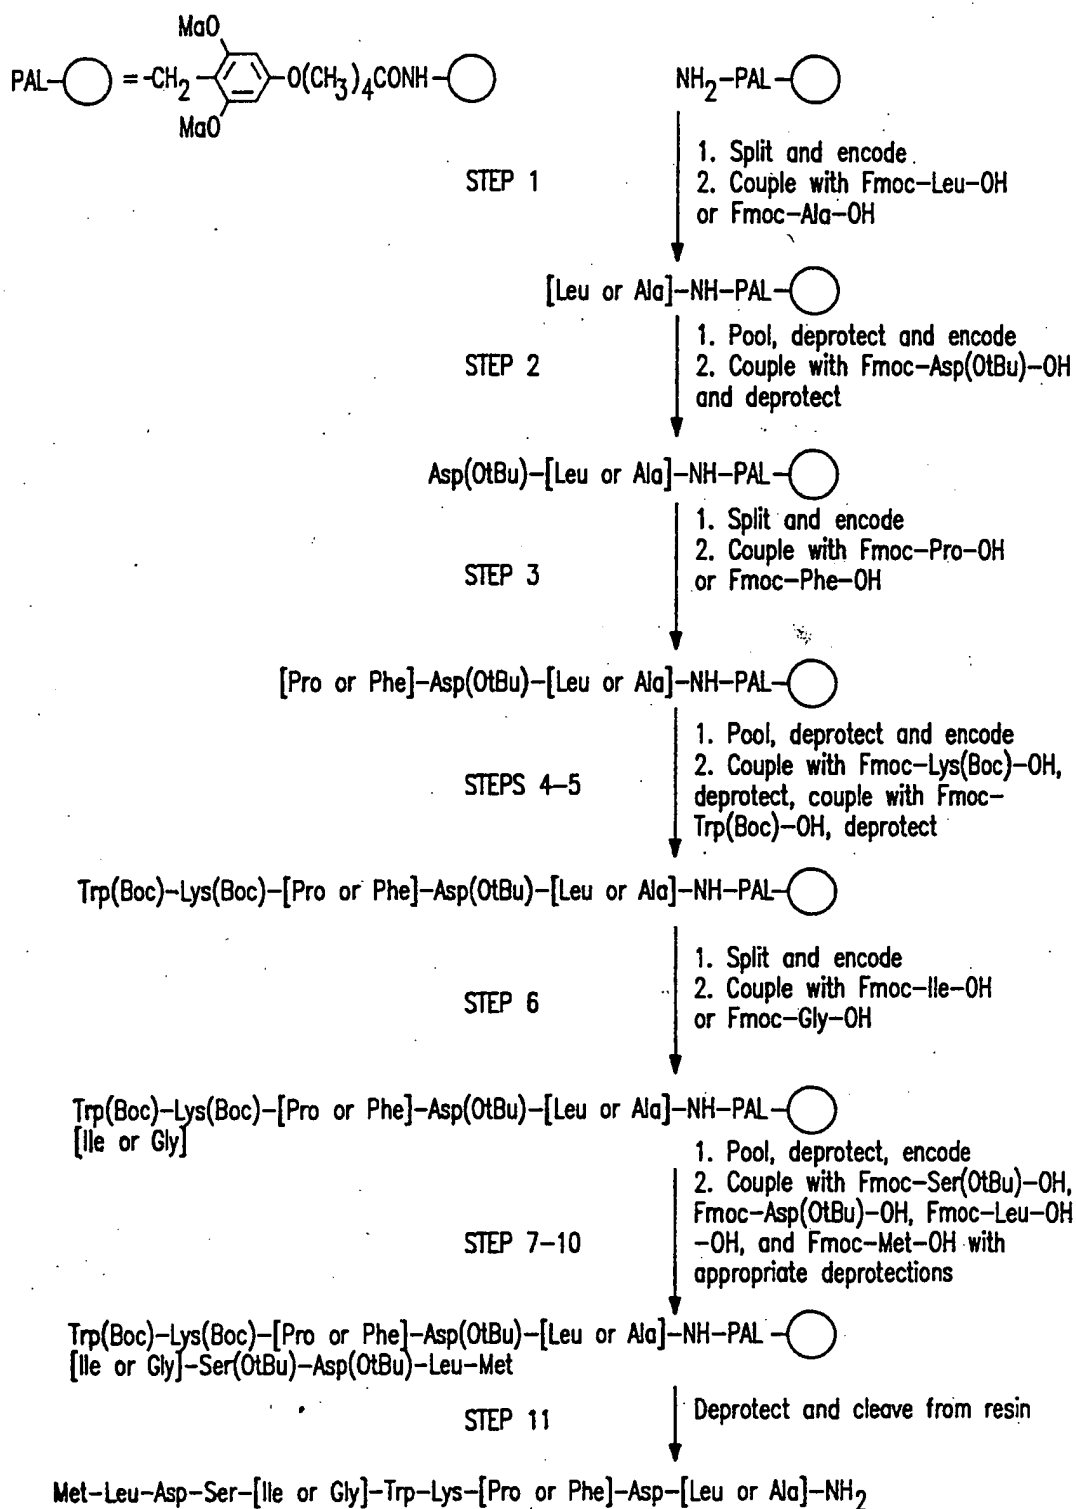 MaO
PAL-◯ = -CH2 -O(CH3)4CONH-◯
MaO
NH2-PAL-◯
STEP 1
1. Split and encode
2. Couple with Fmoc-Leu-OH
or Fmoc-Ala-OH
[Leu or Ala]-NH-PAL-◯
STEP 2
1. Pool, deprotect and encode
2. Couple with Fmoc-Asp(OtBu)-OH
and deprotect
Asp(OtBu)-[Leu or Ala]-NH-PAL-◯
STEP 3
1. Split and encode
2. Couple with Fmoc-Pro-OH
or Fmoc-Phe-OH
[Pro or Phe]-Asp(OtBu)-[Leu or Ala]-NH-PAL-◯
STEPS 4-5
1. Pool, deprotect and encode
2. Couple with Fmoc-Lys(Boc)-OH,
deprotect, couple with Fmoc-
Trp(Boc)-OH, deprotect
Trp(Boc)-Lys(Boc)-[Pro or Phe]-Asp(OtBu)-[Leu or Ala]-NH-PAL-◯
STEP 6
1. Split and encode
2. Couple with Fmoc-Ile-OH
or Fmoc-Gly-OH
Trp(Boc)-Lys(Boc)-[Pro or Phe]-Asp(OtBu)-[Leu or Ala]-NH-PAL-◯
[Ile or Gly]
STEP 7-10
1. Pool, deprotect, encode
2. Couple with Fmoc-Ser(OtBu)-OH,
Fmoc-Asp(OtBu)-OH, Fmoc-Leu-OH
-OH, and Fmoc-Met-OH with
appropriate deprotections
Trp(Boc)-Lys(Boc)-[Pro or Phe]-Asp(OtBu)-[Leu or Ala]-NH-PAL-◯
[Ile or Gly]-Ser(OtBu)-Asp(OtBu)-Leu-Met
STEP 11
Deprotect and cleave from resin
Met-Leu-Asp-Ser-[Ile or Gly]-Trp-Lys-[Pro or Phe]-Asp-[Leu or Ala]-NH2